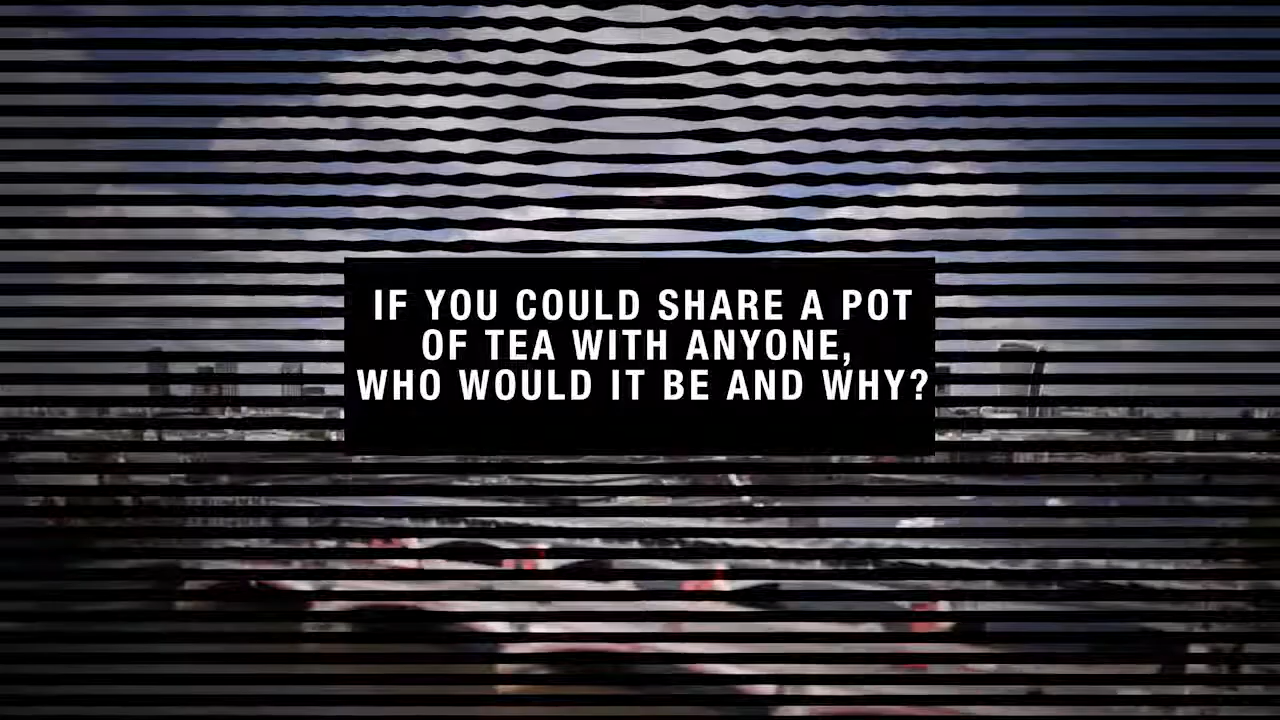 IF YOU COULD SHARE A POT
OF TEA WITH ANYONE,
WHO WOULD IT BE AND WHY?